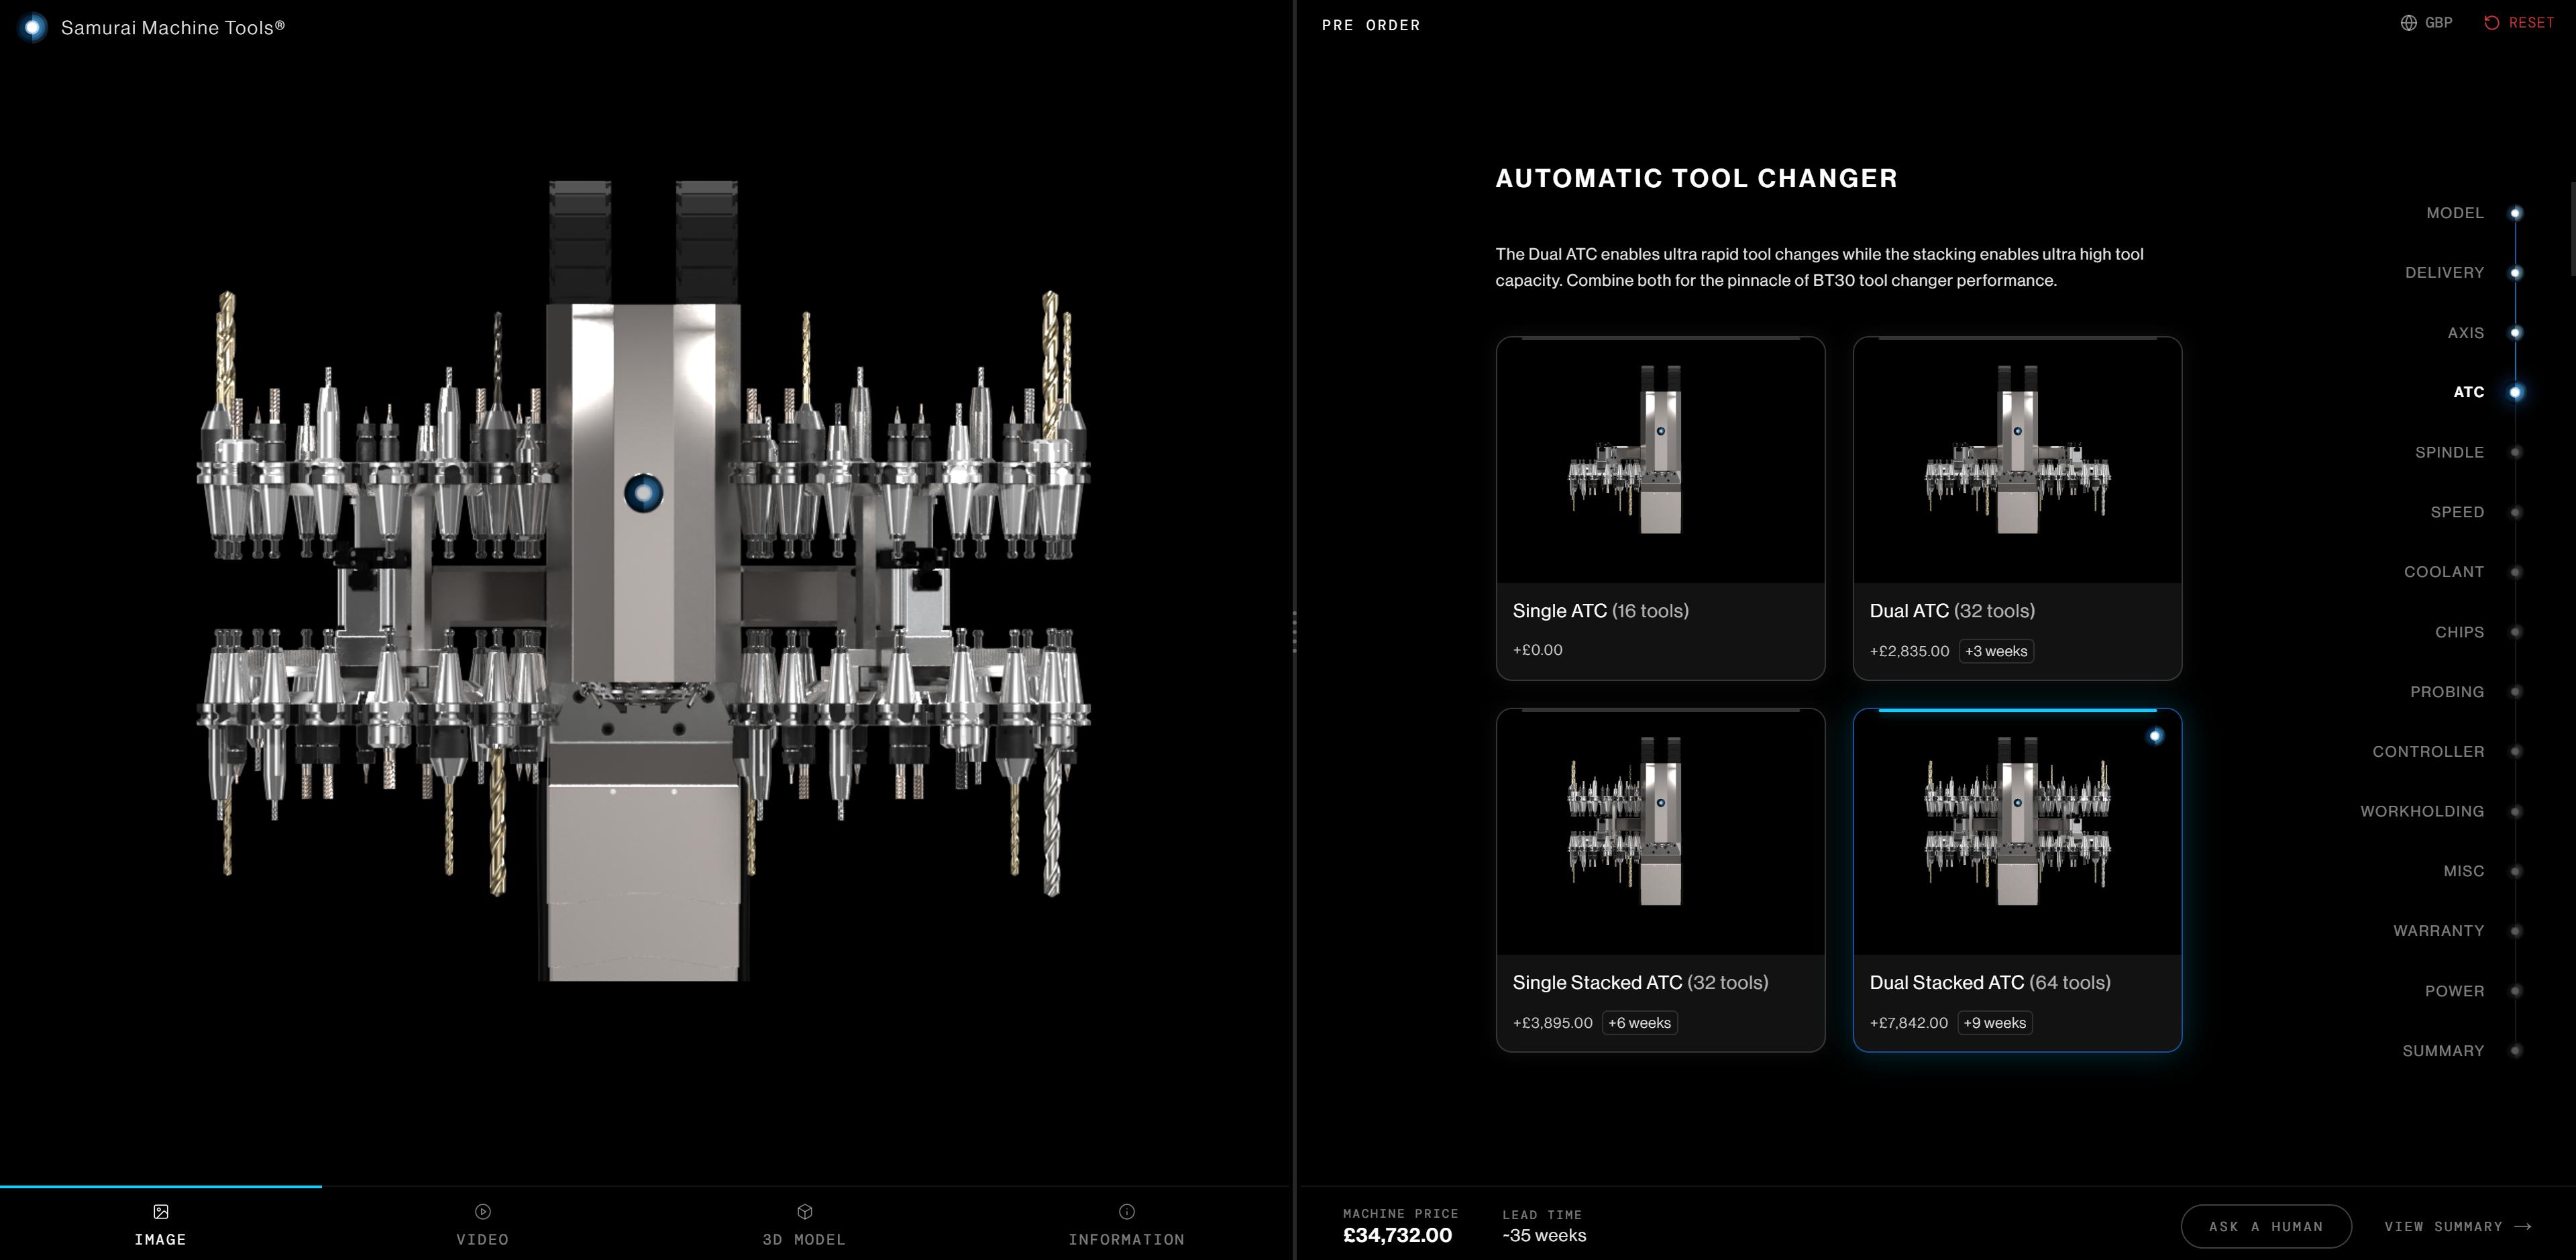 Samurai Machine Tools®
PRE ORDER
GBP
RESET
AUTOMATIC TOOL CHANGER
The Dual ATC enables ultra rapid tool changes while the stacking enables ultra high tool
capacity. Combine both for the pinnacle of BT30 tool changer performance.
Single ATC (16 tools)
+£0.00
Dual ATC (32 tools)
+£2,835.00 +3 weeks
Single Stacked ATC (32 tools)
+£3,895.00 +6 weeks
Dual Stacked ATC (64 tools)
+£7,842.00 +9 weeks
MODEL
DELIVERY
AXIS
ATC
SPINDLE
SPEED
COOLANT
CHIPS
PROBING
CONTROLLER
WORKHOLDING
MISC
WARRANTY
POWER
SUMMARY
IMAGE
VIDEO
3D MODEL
INFORMATION
MACHINE PRICE
£34,732.00
LEAD TIME
~35 weeks
ASK A HUMAN
VIEW SUMMARY →